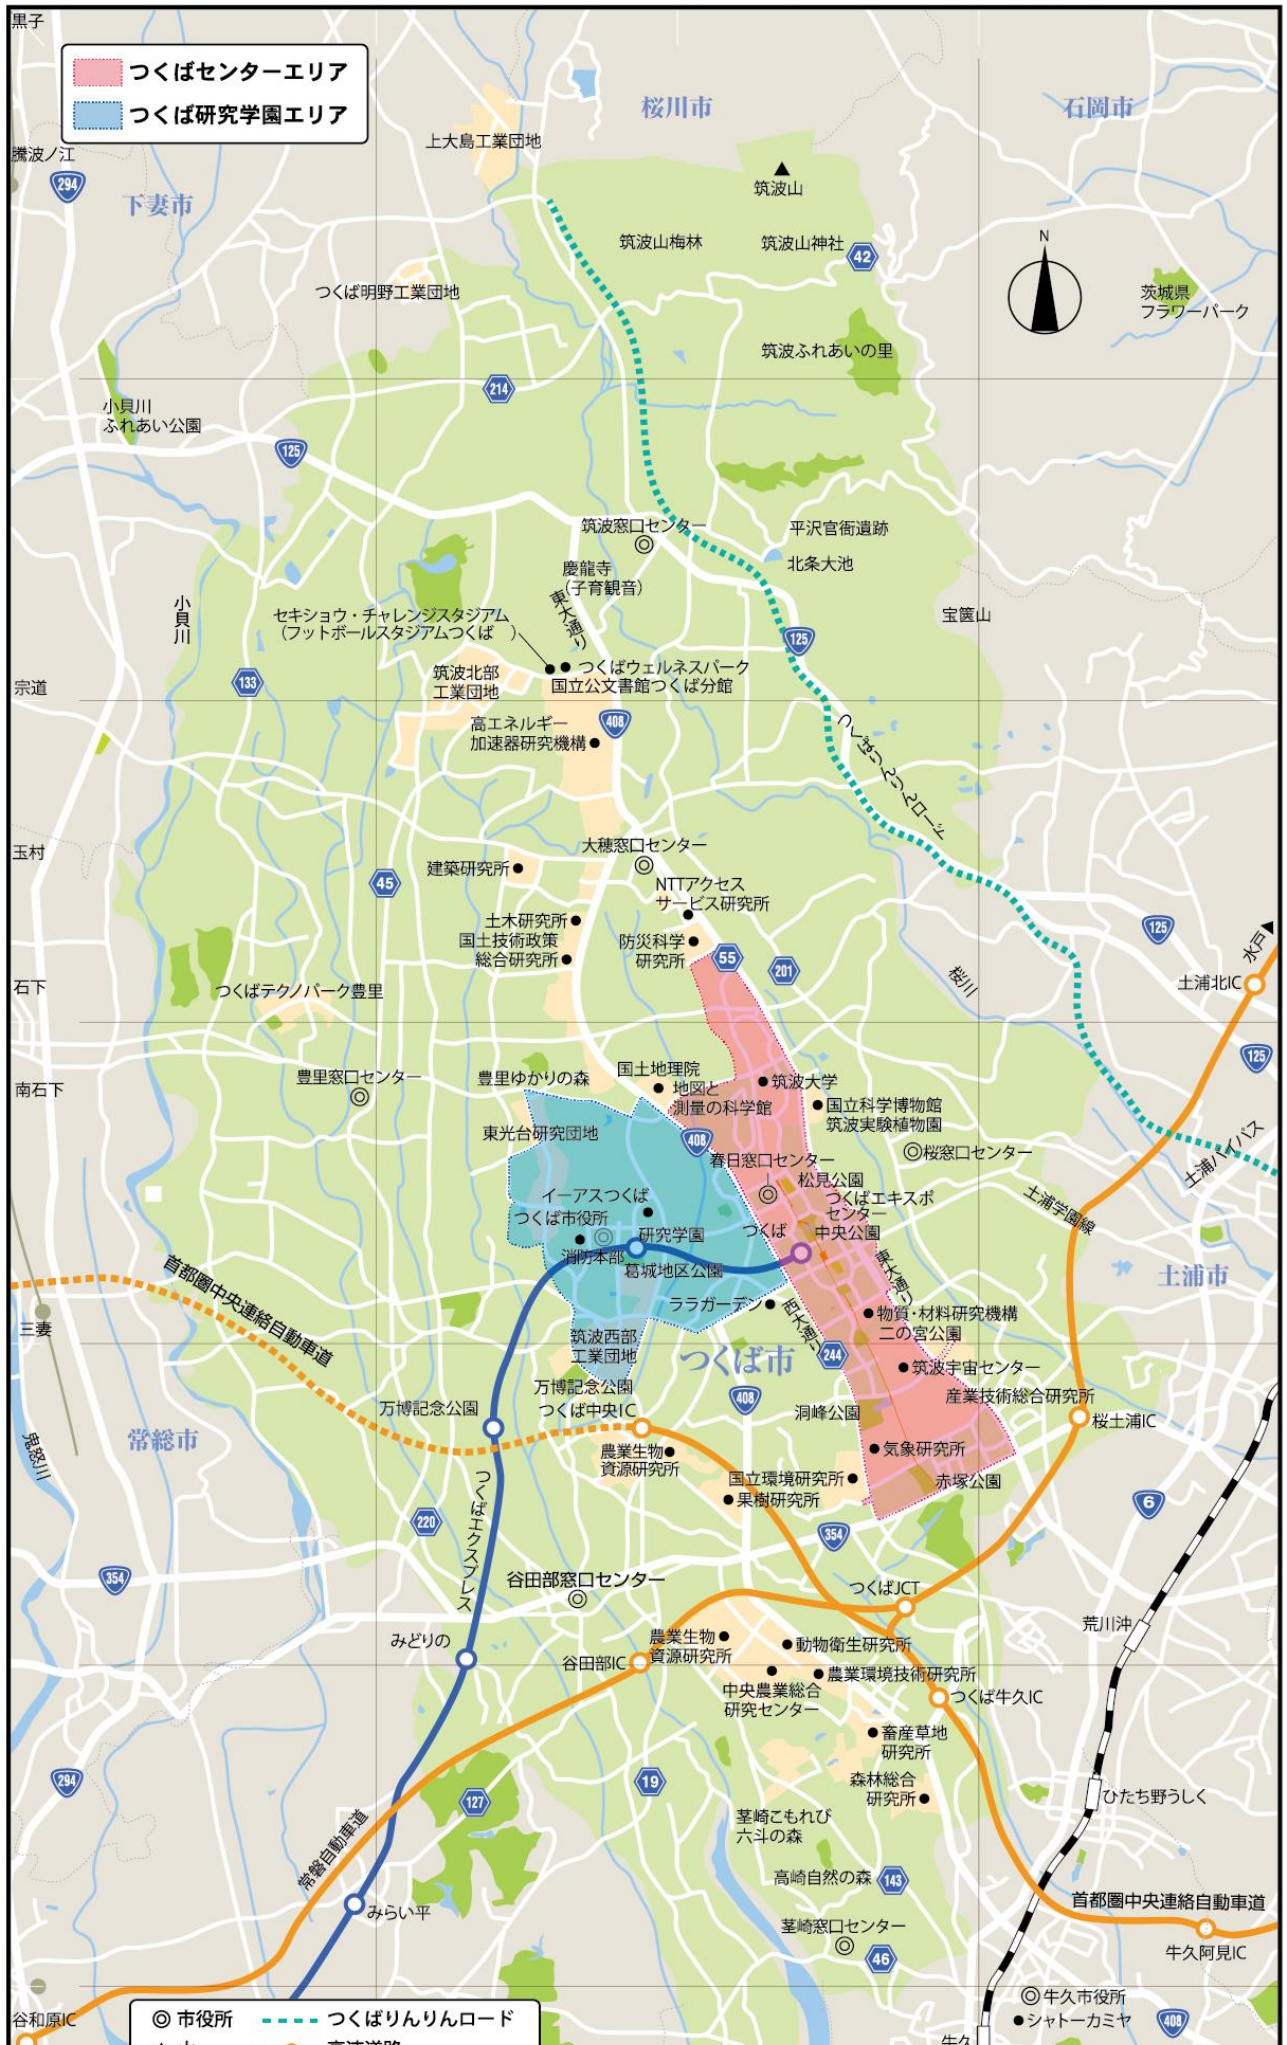 黒子
つくばセンターエリア
つくば研究学園エリア
桜川市
石岡市
上大島工業団地
騰波ノ江
294
下妻市
筑波山
筑波山梅林
筑波山神社
42
N
つくば明野工業団地
茨城県
フラワーパーク
筑波ふれあいの里
214
小貝川
ふれあい公園
125
筑波窓口センター
平沢官衙遺跡
北条大池
慶龍寺
(子育観音)
東大通り
小貝川
セキショウ・チャレンジスタジアム
(フットボールスタジアムつくば )
宝篋山
125
筑波北部
工業団地
つくばウェルネスパーク
国立公文書館つくば分館
宗道
133
408
高エネルギー
加速器研究機構
つくばりんりんロード
玉村
大穂窓口センター
建築研究所
45
NTTアクセス
サービス研究所
土木研究所
国土技術政策
総合研究所
防災科学
研究所
55
201
125
水戸
桜川
土浦北IC
石下
つくばテクノパーク豊里
125
南石下
豊里窓口センター
豊里ゆかりの森
国土地理院
地図と
測量の科学館
筑波大学
国立科学博物館
筑波実験植物園
東光台研究団地
408
春日窓口センター
桜窓口センター
土浦バイパス
松見公園
つくばエキスポ
センター
中央公園
土浦学園線
イーアスつくば
つくば市役所
研究学園
つくば
消防本部
葛城地区公園
東大通り
土浦市
首都圏中央連絡自動車道
ララガーデン
西大通り
物質・材料研究機構
二の宮公園
三妻
筑波西部
工業団地
つくば市
244
筑波宇宙センター
万博記念公園
408
産業技術総合研究所
万博記念公園
つくば中央IC
洞峰公園
桜土浦IC
常総市
鬼怒川
農業生物
資源研究所
気象研究所
国立環境研究所
赤塚公園
果樹研究所
つくばエクスプレス
220
6
354
354
谷田部窓口センター
つくばJCT
荒川沖
みどりの
谷田部IC
農業生物
資源研究所
動物衛生研究所
農業環境技術研究所
中央農業総合
研究センター
つくば牛久IC
畜産草地
研究所
294
19
127
森林総合
研究所
ひたち野うしく
茎崎こもれび
六斗の森
常磐自動車道
高崎自然の森
143
みらい平
首都圏中央連絡自動車道
茎崎窓口センター
46
牛久阿見IC
牛久市役所
シャトーカミヤ
408
谷和原IC
市役所
つくばりんりんロード
牛久